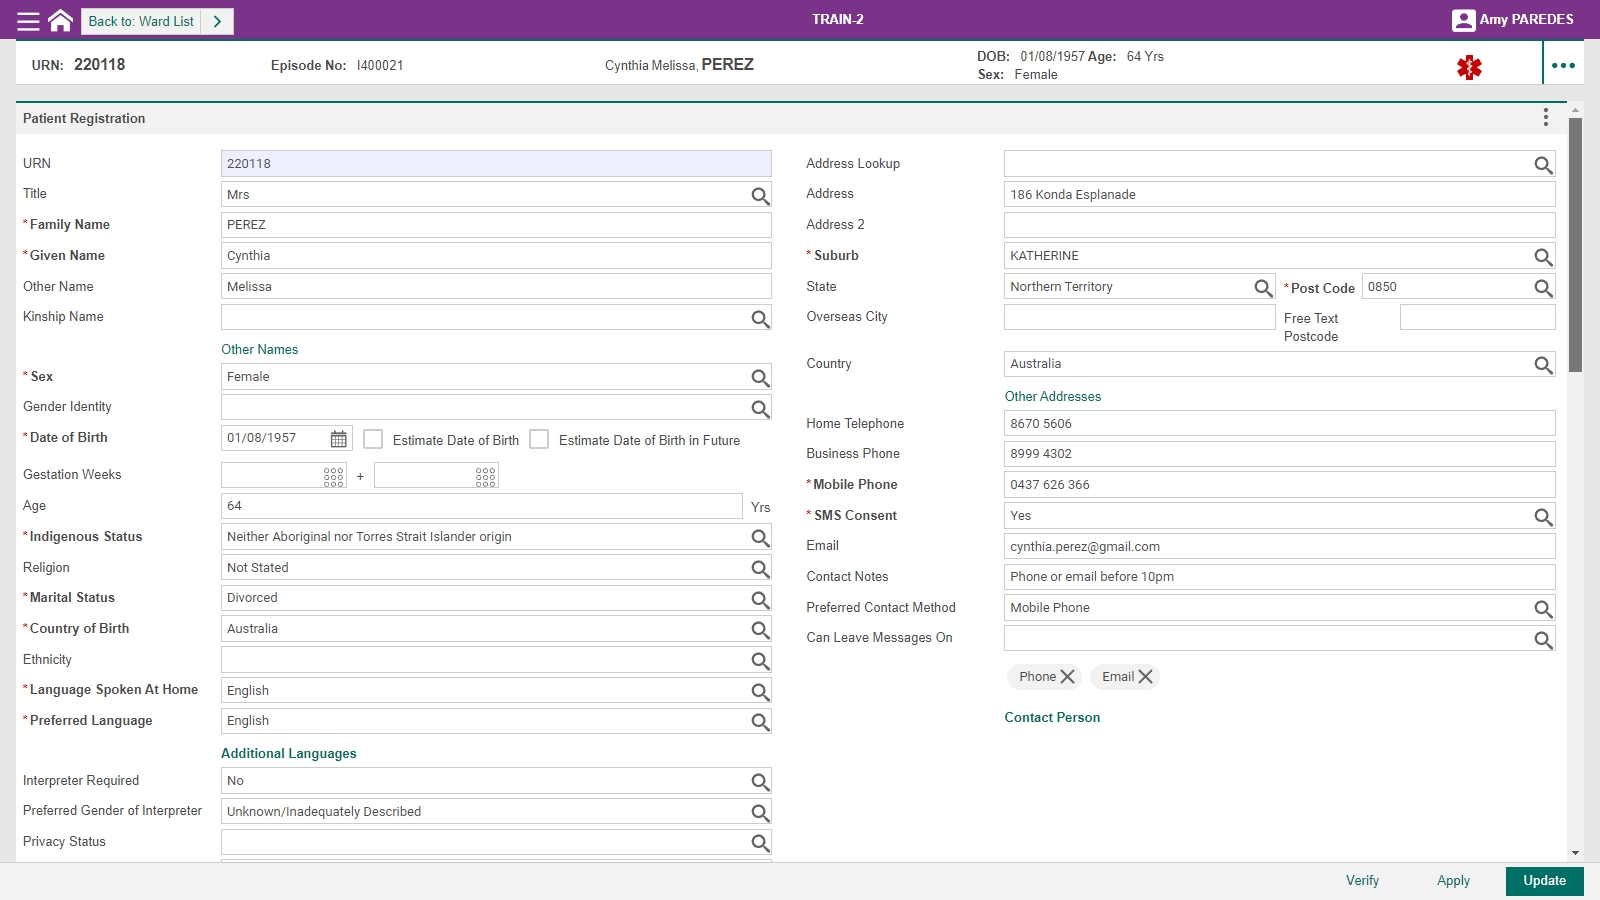 Back to: Ward List
TRAIN-2
Amy PAREDES
URN: 220118
Episode No: I400021
Cynthia Melissa, PEREZ
DOB: 01/08/1957 Age: 64 Yrs
Sex: Female
Patient Registration
URN 220118
Title Mrs
*Family Name PEREZ
*Given Name Cynthia
Other Name Melissa
Kinship Name
Other Names
*Sex Female
Gender Identity
*Date of Birth 01/08/1957 Estimate Date of Birth Estimate Date of Birth in Future
Gestation Weeks +
Age 64 Yrs
*Indigenous Status Neither Aboriginal nor Torres Strait Islander origin
Religion Not Stated
*Marital Status Divorced
*Country of Birth Australia
Ethnicity
*Language Spoken At Home English
*Preferred Language English
Additional Languages
Interpreter Required No
Preferred Gender of Interpreter Unknown/Inadequately Described
Privacy Status
Address Lookup
Address 186 Konda Esplanade
Address 2
*Suburb KATHERINE
State Northern Territory *Post Code 0850
Overseas City Free Text
Postcode
Country Australia
Other Addresses
Home Telephone 8670 5606
Business Phone 8999 4302
*Mobile Phone 0437 626 366
*SMS Consent Yes
Email cynthia.perez@gmail.com
Contact Notes Phone or email before 10pm
Preferred Contact Method Mobile Phone
Can Leave Messages On
Phone Email
Contact Person
Verify Apply Update